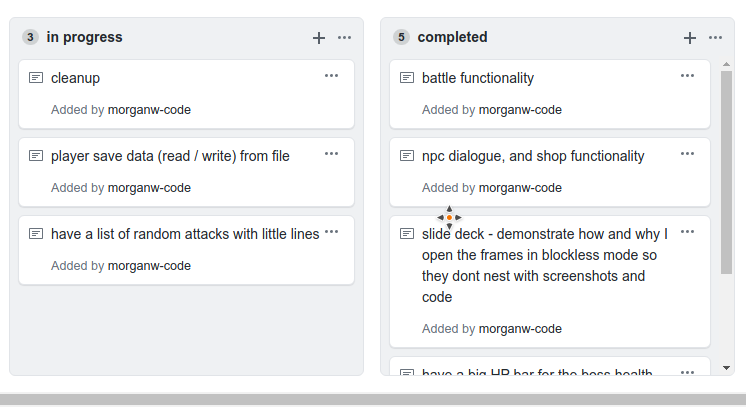 3 in progress
cleanup
Added by morganw-code
player save data (read / write) from file
Added by morganw-code
have a list of random attacks with little lines
Added by morganw-code
5 completed
battle functionality
Added by morganw-code
npc dialogue, and shop functionality
Added by morganw-code
slide deck - demonstrate how and why I
open the frames in blockless mode so
they dont nest with screenshots and
code
Added by morganw-code
have a big HP bar for the boss health